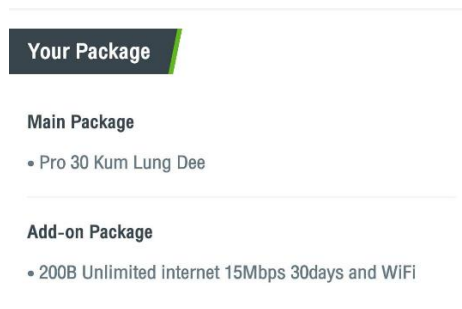 Your Package
Main Package
• Pro 30 Kum Lung Dee
Add-on Package
• 200B Unlimited internet 15Mbps 30days and WiFi